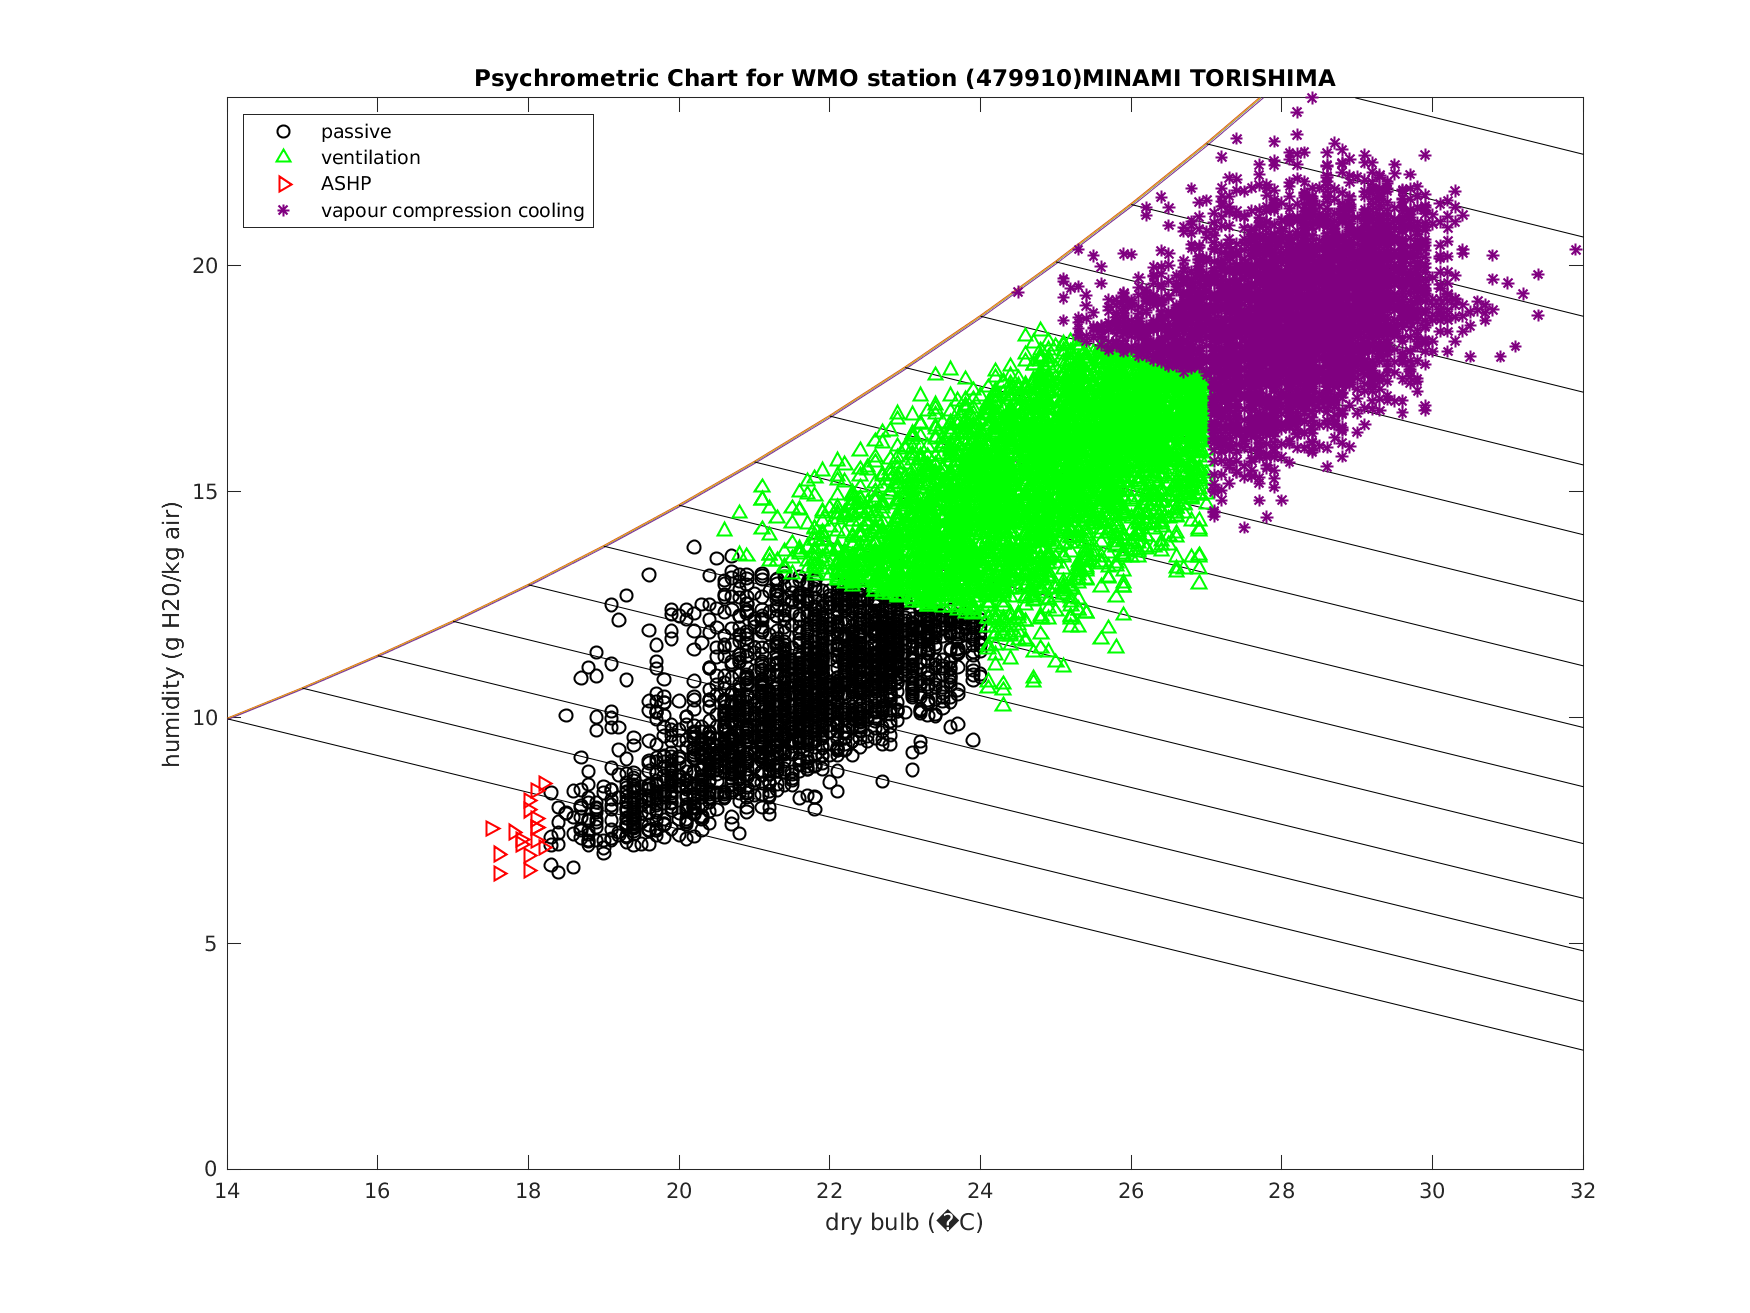 Psychrometric Chart for WMO station (479910)MINAMI TORISHIMA
passive
ventilation
ASHP
vapour compression cooling
20
15
10
5
0
humidity (g H20/kg air)
14 16 18 20 22 24 26 28 30 32
dry bulb (�C)